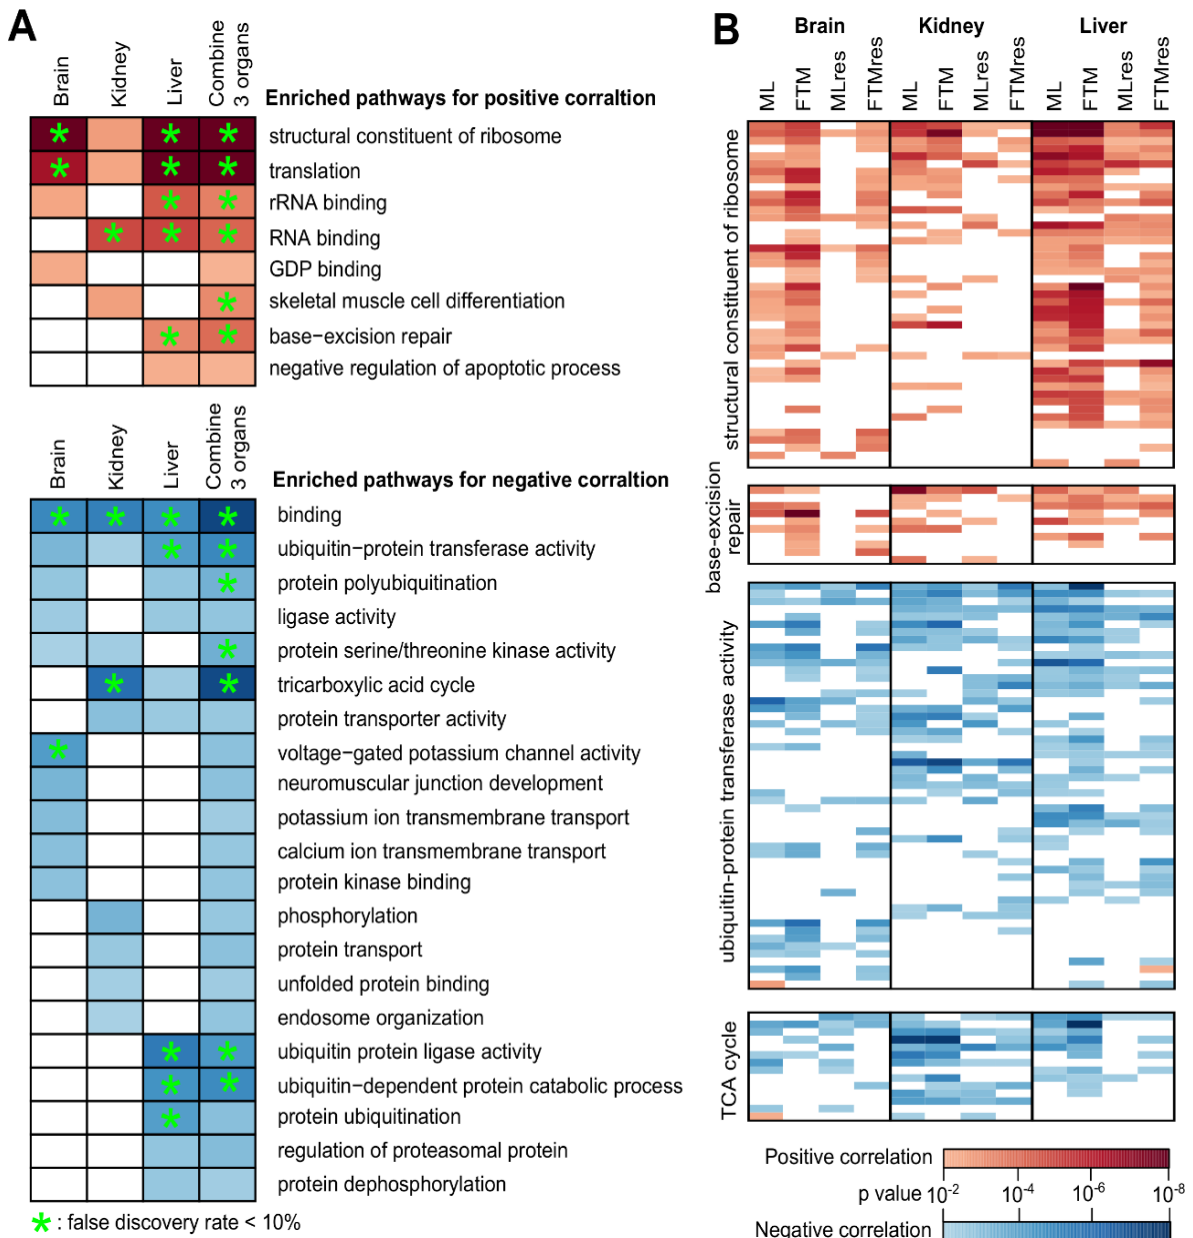 A
Brain
Kidney
Liver
Combine
3 organs
Enriched pathways for positive corraltion
structural constituent of ribosome
translation
rRNA binding
RNA binding
GDP binding
skeletal muscle cell differentiation
base−excision repair
negative regulation of apoptotic process
Brain
Kidney
Liver
Combine
3 organs
Enriched pathways for negative corraltion
binding
ubiquitin−protein transferase activity
protein polyubiquitination
ligase activity
protein serine/threonine kinase activity
tricarboxylic acid cycle
protein transporter activity
voltage−gated potassium channel activity
neuromuscular junction development
potassium ion transmembrane transport
calcium ion transmembrane transport
protein kinase binding
phosphorylation
protein transport
unfolded protein binding
endosome organization
ubiquitin protein ligase activity
ubiquitin−dependent protein catabolic process
protein ubiquitination
regulation of proteasomal protein
protein dephosphorylation
* : false discovery rate < 10%
B
Brain Kidney Liver
ML FTM MLres FTMres ML FTM MLres FTMres ML FTM MLres FTMres
structural constituent of ribosome
base-excision
repair
ubiquitin-protein transferase activity
TCA cycle
Positive correlation
p value 10-2 10-4 10-6 10-8
Negative correlation